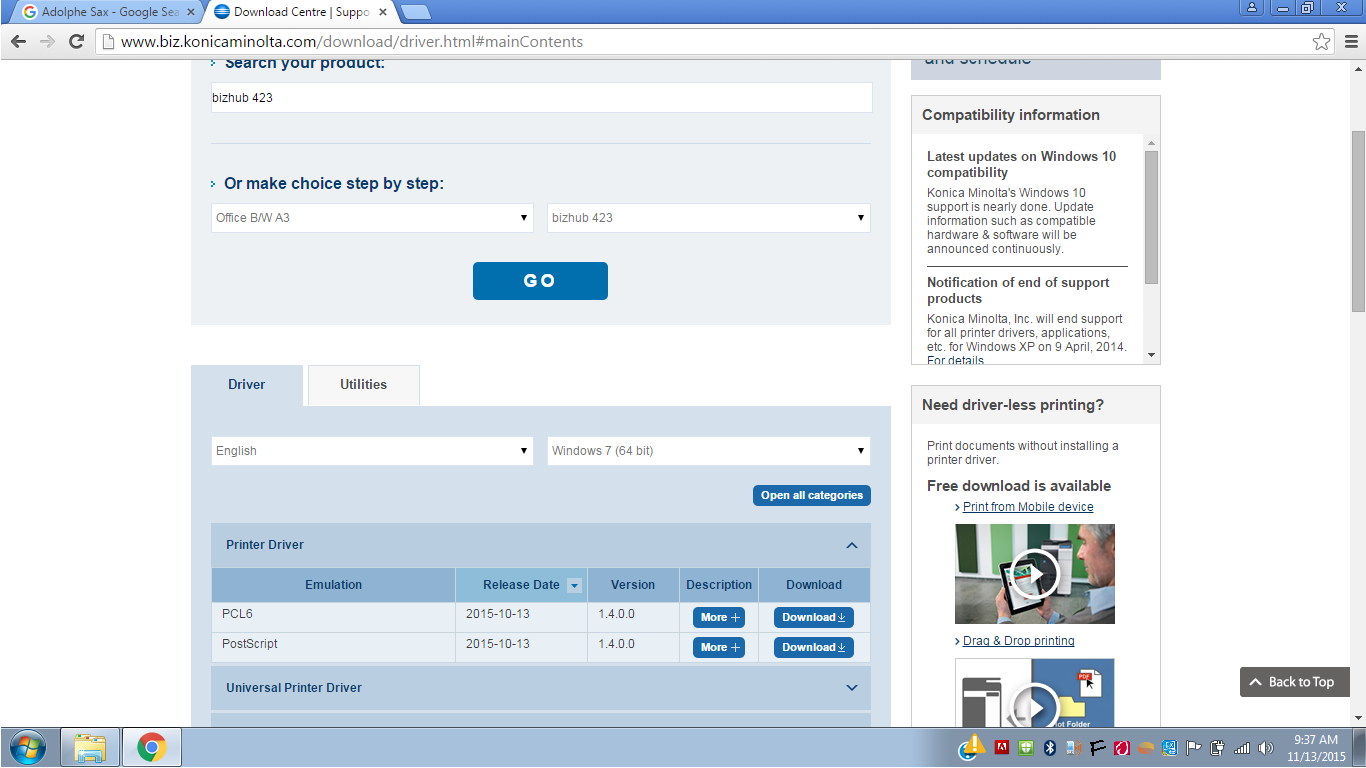 Adolphe Sax - Google Sea
Download Centre | Suppo
www.biz.konicaminolta.com/download/driver.html#mainContents
Search your product:
bizhub 423
Or make choice step by step:
Office B/W A3
bizhub 423
GO
Driver
Utilities
English
Windows 7 (64 bit)
Open all categories
Printer Driver
Emulation Release Date Version Description Download
PCL6 2015-10-13 1.4.0.0 More Download
PostScript 2015-10-13 1.4.0.0 More Download
Universal Printer Driver
and schedule
Compatibility information
Latest updates on Windows 10
compatibility
Konica Minolta's Windows 10
support is nearly done. Update
information such as compatible
hardware & software will be
announced continuously.
Notification of end of support
products
Konica Minolta, Inc. will end support
for all printer drivers, applications,
etc. for Windows XP on 9 April, 2014.
For details
Need driver-less printing?
Print documents without installing a
printer driver.
Free download is available
Print from Mobile device
Drag & Drop printing
PDF
ot Folder
Back to Top
9:37 AM
11/13/2015